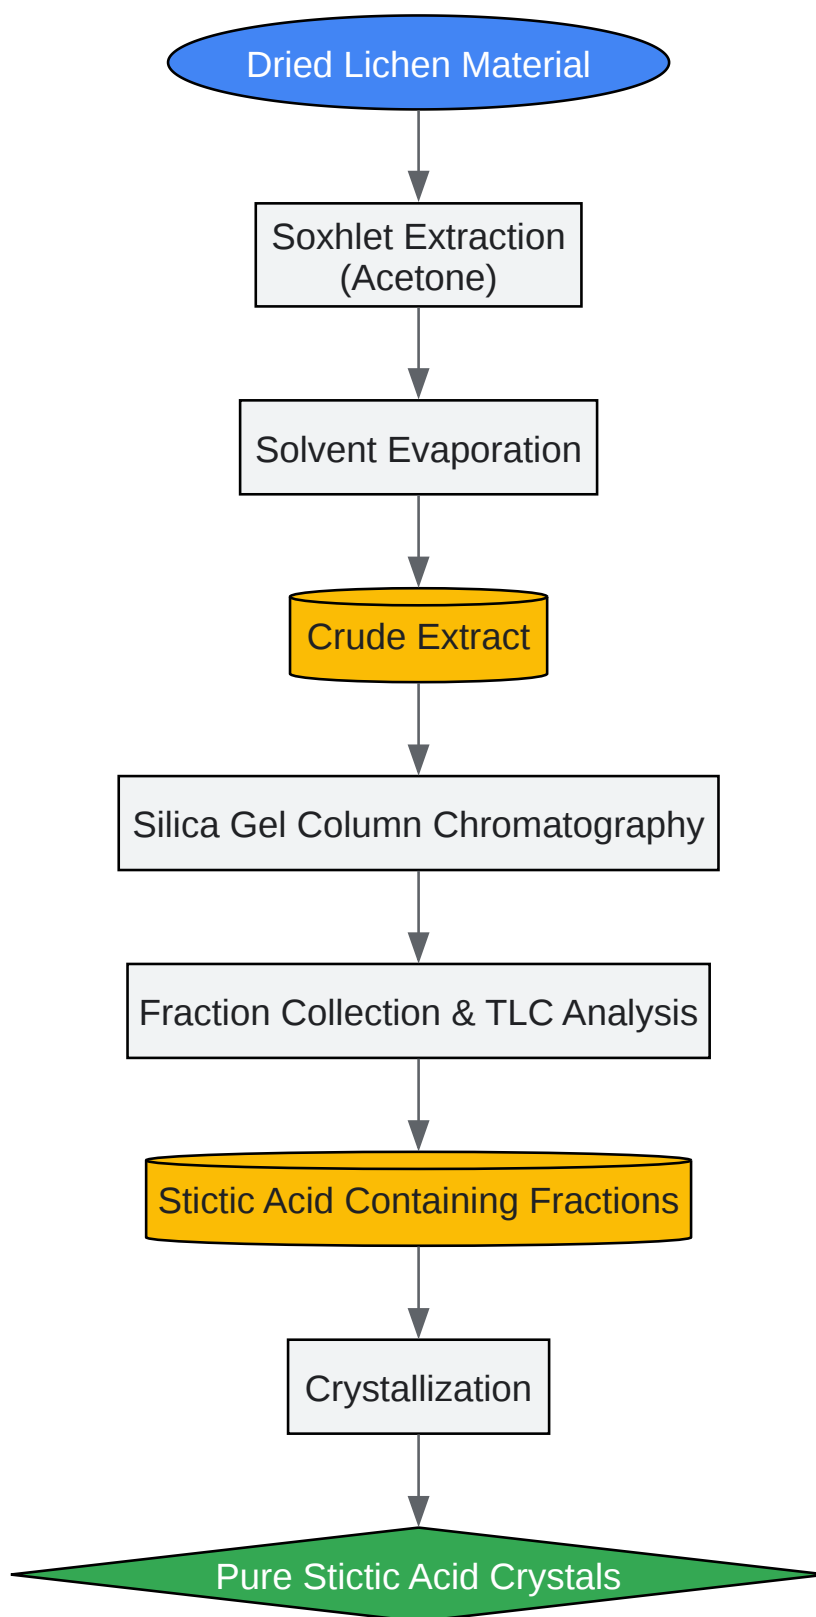 Dried Lichen Material
Soxhlet Extraction
(Acetone)
Solvent Evaporation
Crude Extract
Silica Gel Column Chromatography
Fraction Collection & TLC Analysis
Stictic Acid Containing Fractions
Crystallization
Pure Stictic Acid Crystals